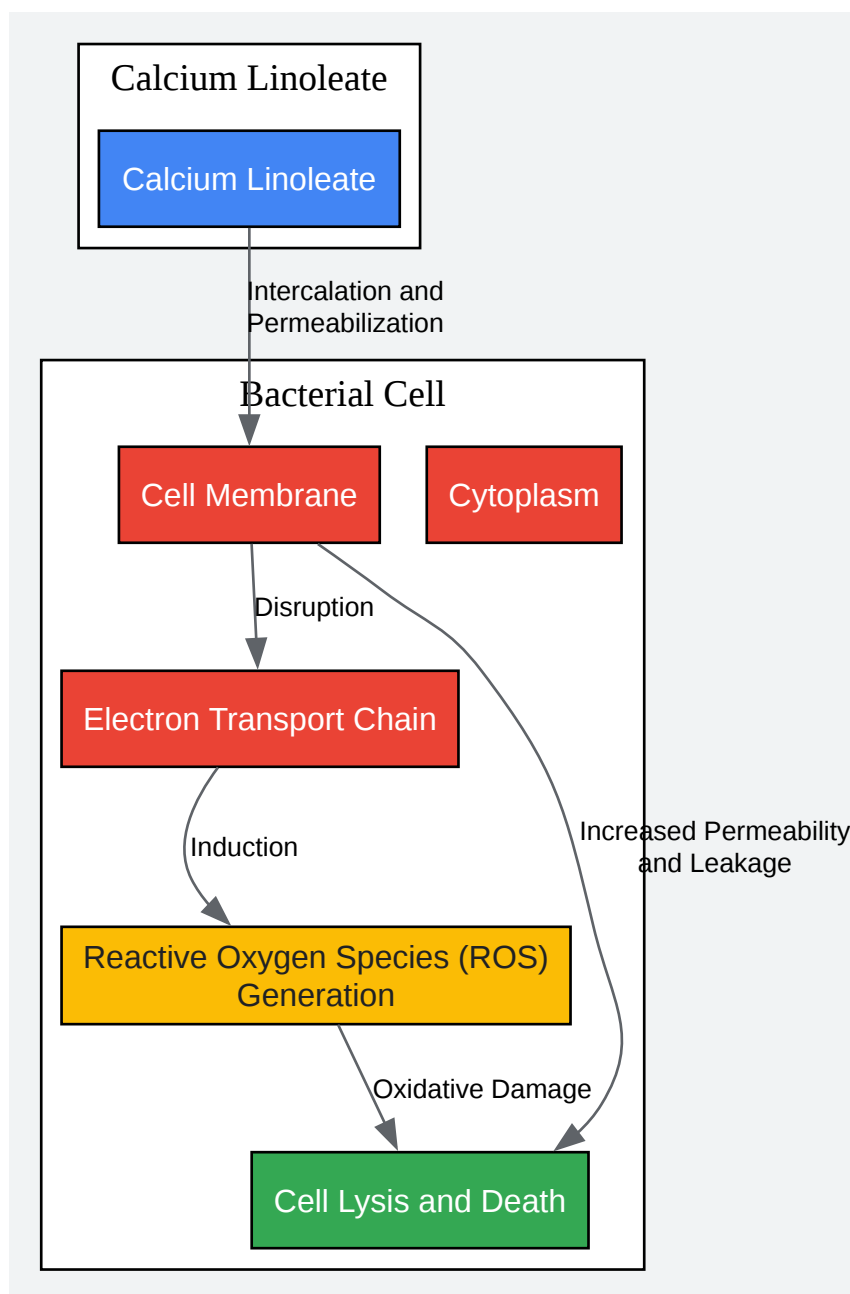 Calcium Linoleate
Calcium Linoleate
Intercalation and
Permeabilization
Bacterial Cell
Cell Membrane
Cytoplasm
Disruption
Electron Transport Chain
Increased Permeability
and Leakage
Induction
Reactive Oxygen Species (ROS)
Generation
Oxidative Damage
Cell Lysis and Death